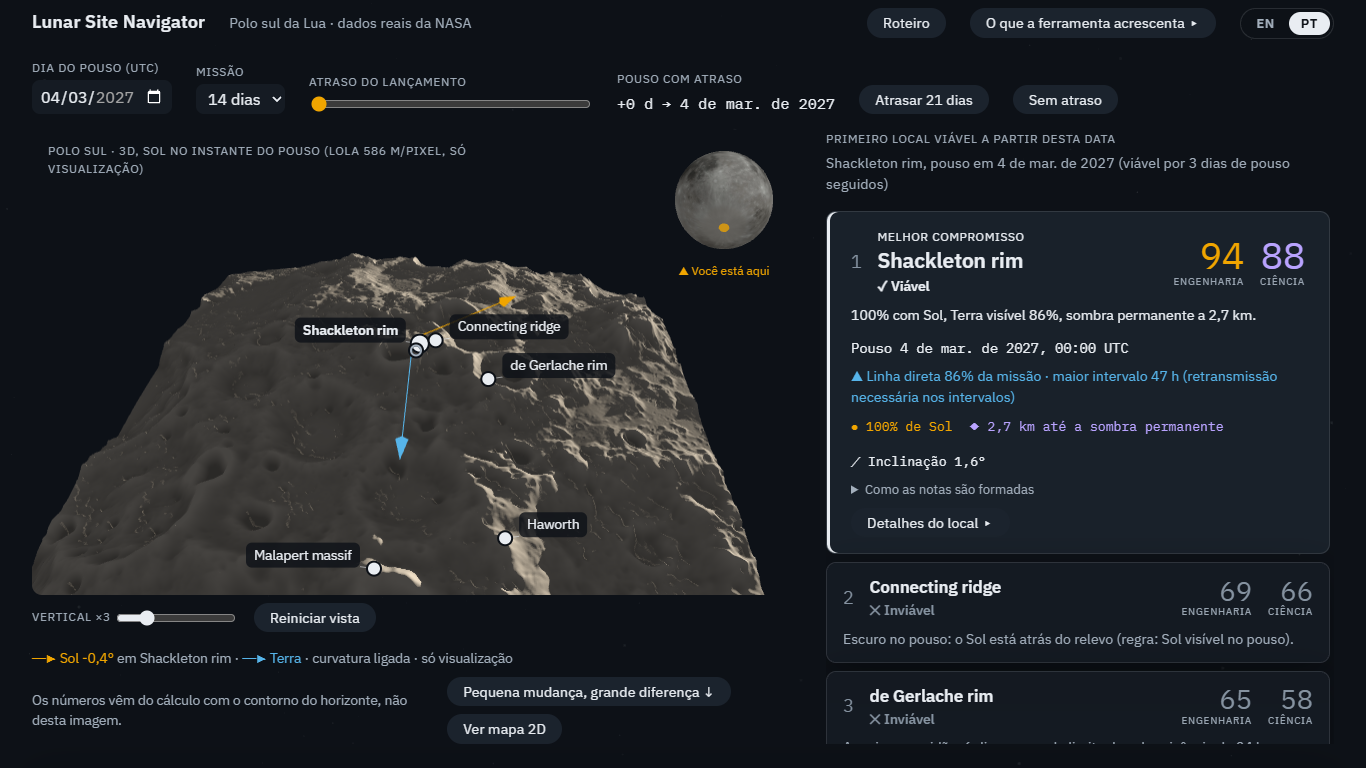 Lunar Site Navigator
Polo sul da Lua · dados reais da NASA
Roteiro
O que a ferramenta acrescenta ▸
EN
PT
DIA DO POUSO (UTC)
04/03/2027
MISSÃO
14 dias
ATRASO DO LANÇAMENTO
POUSO COM ATRASO
+0 d → 4 de mar. de 2027
Atrasar 21 dias
Sem atraso
POLO SUL · 3D, SOL NO INSTANTE DO POUSO (LOLA 586 M/PIXEL, SÓ
VISUALIZAÇÃO)
▲ Você está aqui
Shackleton rim
Connecting ridge
de Gerlache rim
Haworth
Malapert massif
VERTICAL ×3
Reiniciar vista
Sol -0,4° em Shackleton rim · Terra · curvatura ligada · só visualização
Os números vêm do cálculo com o contorno do horizonte, não
desta imagem.
Pequena mudança, grande diferença ↓
Ver mapa 2D
PRIMEIRO LOCAL VIÁVEL A PARTIR DESTA DATA
Shackleton rim, pouso em 4 de mar. de 2027 (viável por 3 dias de pouso
seguidos)
1
MELHOR COMPROMISSO
Shackleton rim
✓ Viável
94
ENGENHARIA
88
CIÊNCIA
100% com Sol, Terra visível 86%, sombra permanente a 2,7 km.
Pouso 4 de mar. de 2027, 00:00 UTC
▲ Linha direta 86% da missão · maior intervalo 47 h (retransmissão
necessária nos intervalos)
● 100% de Sol ◆ 2,7 km até a sombra permanente
/ Inclinação 1,6°
▶ Como as notas são formadas
Detalhes do local ▸
2
Connecting ridge
✕ Inviável
69
ENGENHARIA
66
CIÊNCIA
Escuro no pouso: o Sol está atrás do relevo (regra: Sol visível no pouso).
3
de Gerlache rim
✕ Inviável
65
ENGENHARIA
58
CIÊNCIA